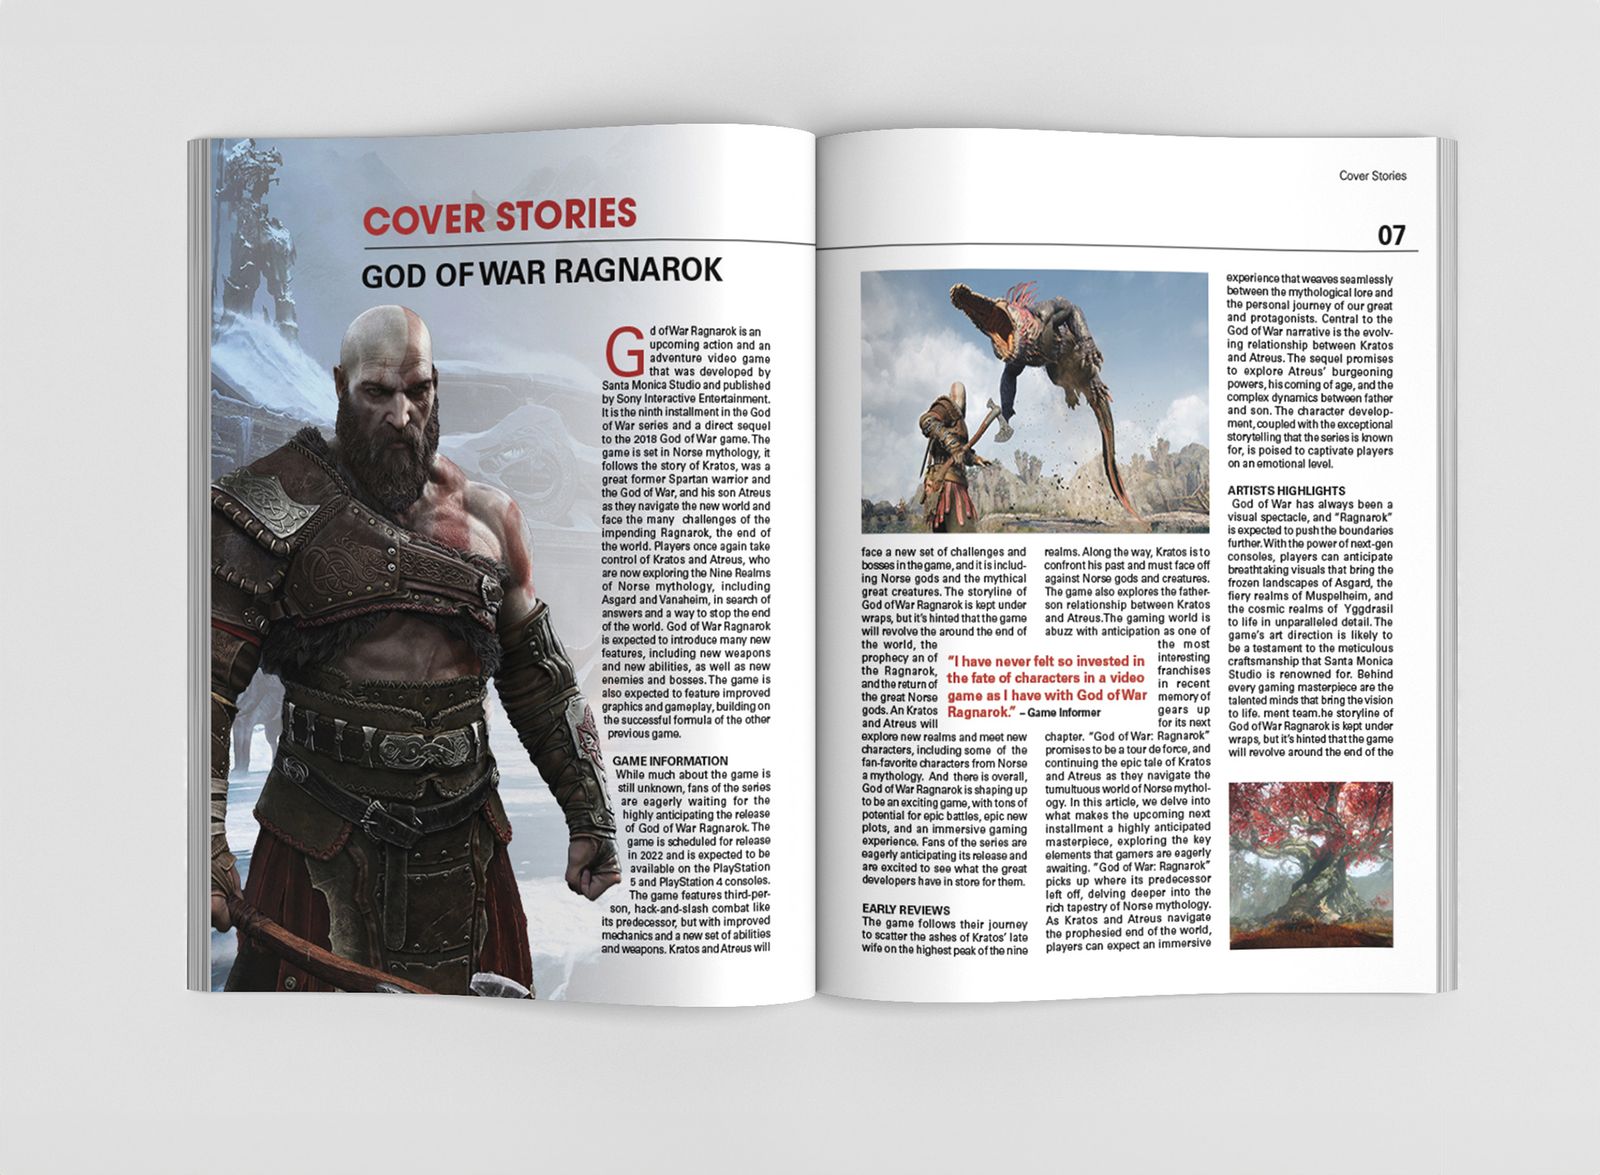 COVER STORIES
GOD OF WAR RAGNAROK
G
d of War Ragnarok is an
upcoming action and an
adventure video game
that was developed by
Santa Monica Studio and published
by Sony Interactive Entertainment.
It is the ninth installment in the God
of War series and a direct sequel
to the 2018 God of War game. The
game is set in Norse mythology, it
follows the story of Kratos, was a
great former Spartan warrior and
the God of War, and his son Atreus
as they navigate the new world and
face the many challenges of the
impending Ragnarok, the end of
the world. Players once again take
control of Kratos and Atreus, who
are now exploring the Nine Realms
of Norse mythology, including
Asgard and Vanaheim, in search of
answers and a way to stop the end
of the world. God of War Ragnarok
is expected to introduce many new
features, including new weapons
and new abilities, as well as new
enemies and bosses. The game is
also expected to feature improved
graphics and gameplay, building on
the successful formula of the other
previous game.
GAME INFORMATION
While much about the game is
still unknown, fans of the series
are eagerly waiting for the
highly anticipating the release
of God of War Ragnarok. The
game is scheduled for release
in 2022 and is expected to be
available on the PlayStation
5 and PlayStation 4 consoles.
The game features third-per-
son, hack-and-slash combat like
its predecessor, but with improved
mechanics and a new set of abilities
and weapons. Kratos and Atreus will
Cover Stories
07
face a new set of challenges and
bosses in the game, and it is includ-
ing Norse gods and the mythical
great creatures. The storyline of
God of War Ragnarok is kept under
wraps, but it's hinted that the game
will revolve the around the end of
the world, the
prophecy an of
the Ragnarok,
and the return of
the great Norse
gods. An Kratos
and Atreus will
explore new realms and meet new
characters, including some of the
fan-favorite characters from Norse
a mythology. And there is overall,
God of War Ragnarok is shaping up
to be an exciting game, with tons of
potential for epic battles, epic new
plots, and an immersive gaming
experience. Fans of the series are
eagerly anticipating its release and
are excited to see what the great
developers have in store for them.
EARLY REVIEWS
The game follows their journey
to scatter the ashes of Kratos' late
wife on the highest peak of the nine
"I have never felt so invested in
the fate of characters in a video
game as I have with God of War
Ragnarok." – Game Informer
realms. Along the way, Kratos is to
confront his past and must face off
against Norse gods and creatures.
The game also explores the father-
son relationship between Kratos
and Atreus.The gaming world is
abuzz with anticipation as one of
the most
interesting
franchises
in recent
memory of
gears up
for its next
chapter. "God of War: Ragnarok"
promises to be a tour de force, and
continuing the epic tale of Kratos
and Atreus as they navigate the
tumultuous world of Norse mythol-
ogy. In this article, we delve into
what makes the upcoming next
installment a highly anticipated
masterpiece, exploring the key
elements that gamers are eagerly
awaiting. "God of War: Ragnarok"
picks up where its predecessor
left off, delving deeper into the
rich tapestry of Norse mythology.
As Kratos and Atreus navigate
the prophesied end of the world,
players can expect an immersive
experience that weaves seamlessly
between the mythological lore and
the personal journey of our great
and protagonists. Central to the
God of War narrative is the evolv-
ing relationship between Kratos
and Atreus. The sequel promises
to explore Atreus' burgeoning
powers, his coming of age, and the
complex dynamics between father
and son. The character develop-
ment, coupled with the exceptional
storytelling that the series is known
for, is poised to captivate players
on an emotional level.
ARTISTS HIGHLIGHTS
God of War has always been a
visual spectacle, and "Ragnarok"
is expected to push the boundaries
further. With the power of next-gen
consoles, players can anticipate
breathtaking visuals that bring the
frozen landscapes of Asgard, the
fiery realms of Muspelheim, and
the cosmic realms of Yggdrasil
to life in unparalleled detail. The
game's art direction is likely to
be a testament to the meticulous
craftsmanship that Santa Monica
Studio is renowned for. Behind
every gaming masterpiece are the
talented minds that bring the vision
to life. ment team.he storyline of
God of War Ragnarok is kept under
wraps, but it's hinted that the game
will revolve around the end of the